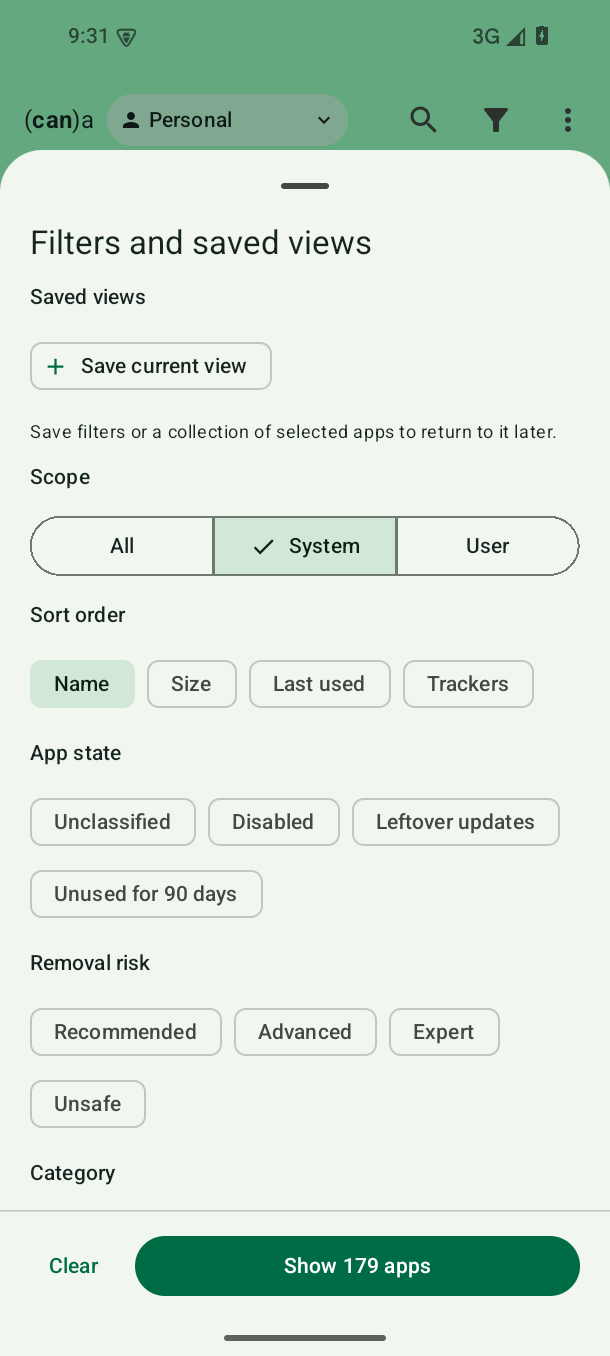 9:31
3G
(can)a
Personal
Filters and saved views
Saved views
Save current view
Save filters or a collection of selected apps to return to it later.
Scope
All
System
User
Sort order
Name
Size
Last used
Trackers
App state
Unclassified
Disabled
Leftover updates
Unused for 90 days
Removal risk
Recommended
Advanced
Expert
Unsafe
Category
Clear
Show 179 apps